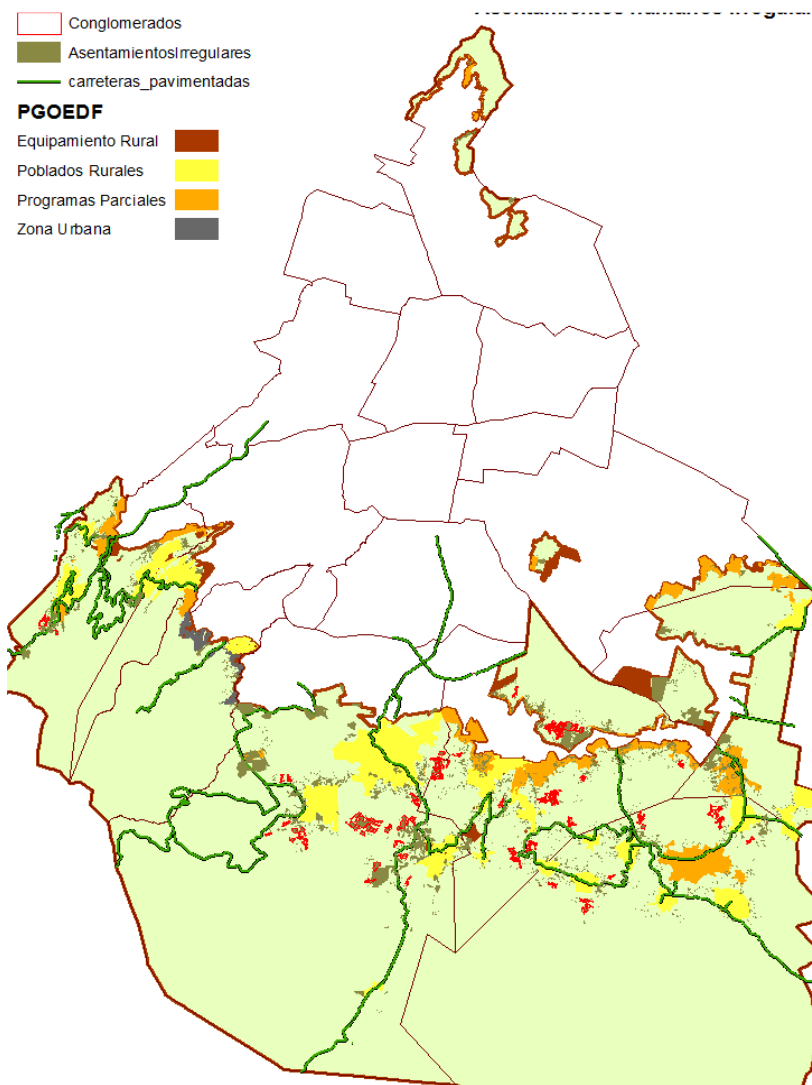 Conglomerados
AsentamientosIrregulares
carreteras_pavimentadas
PGOEDF
Equipamiento Rural
Poblados Rurales
Programas Parciales
Zona Urbana